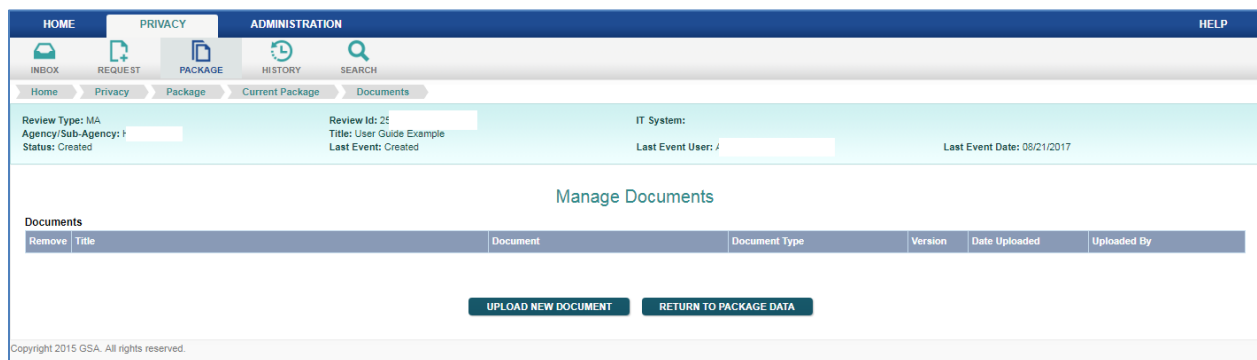 HOME PRIVACY ADMINISTRATION HELP
INBOX REQUEST PACKAGE HISTORY SEARCH
Home Privacy Package Current Package Documents
Review Type: MA Review Id: 25 IT System:
Agency/Sub-Agency: Title: User Guide Example
Status: Created Last Event: Created Last Event User: Last Event Date: 08/21/2017
Manage Documents
Documents
Remove Title Document Document Type Version Date Uploaded Uploaded By
UPLOAD NEW DOCUMENT RETURN TO PACKAGE DATA
Copyright 2015 GSA. All rights reserved.